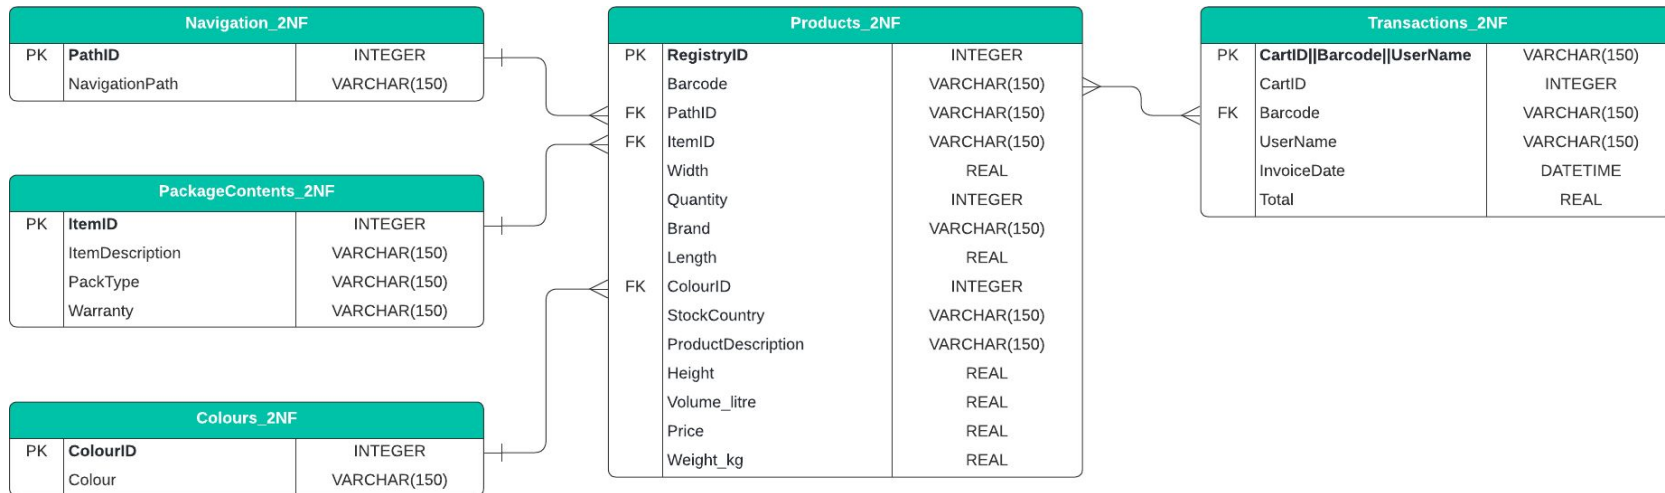 Navigation_2NF
PK PathID INTEGER
NavigationPath VARCHAR(150)
PackageContents_2NF
PK ItemID INTEGER
ItemDescription VARCHAR(150)
PackType VARCHAR(150)
Warranty VARCHAR(150)
Colours_2NF
PK ColourID INTEGER
Colour VARCHAR(150)
Products_2NF
PK RegistryID INTEGER
Barcode VARCHAR(150)
FK PathID VARCHAR(150)
FK ItemID VARCHAR(150)
Width REAL
Quantity INTEGER
Brand VARCHAR(150)
Length REAL
FK ColourID INTEGER
StockCountry VARCHAR(150)
ProductDescription VARCHAR(150)
Height REAL
Volume_litre REAL
Price REAL
Weight_kg REAL
Transactions_2NF
PK CartID||Barcode||UserName VARCHAR(150)
CartID INTEGER
FK Barcode VARCHAR(150)
UserName VARCHAR(150)
InvoiceDate DATETIME
Total REAL